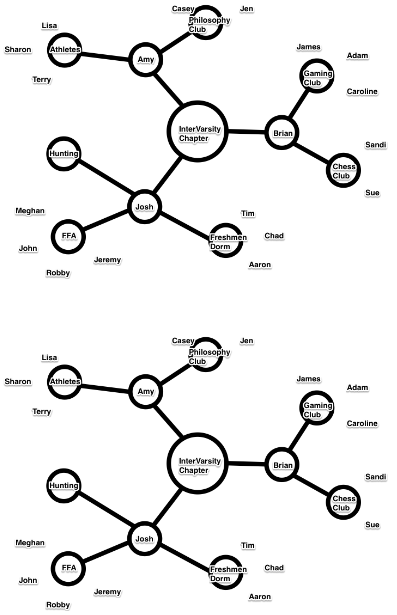 Casey
Jen
Philosophy
Club
Lisa
Sharon
Athletes
Amy
Terry
James
Adam
Gaming
Club
Caroline
InterVarsity
Chapter
Brian
Sandi
Hunting
Chess
Club
Sue
Meghan
Josh
Tim
FFA
Freshmen
Dorm
Chad
John
Jeremy
Aaron
Robby
Casey
Jen
Philosophy
Club
Lisa
Sharon
Athletes
Amy
Terry
James
Adam
Gaming
Club
Caroline
InterVarsity
Chapter
Brian
Sandi
Hunting
Chess
Club
Sue
Meghan
Josh
Tim
FFA
Freshmen
Dorm
Chad
John
Jeremy
Aaron
Robby